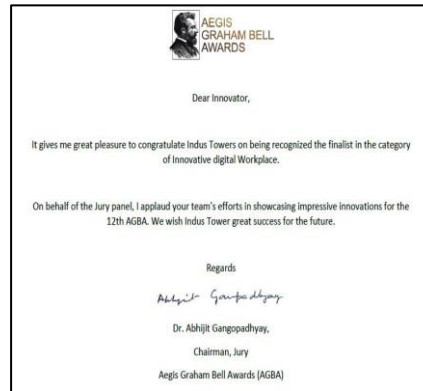 AEGIS
GRAHAM BELL
AWARDS
Dear Innovator,
It gives me great pleasure to congratulate Indus Towers on being recognized the finalist in the category
of Innovative digital Workplace.
On behalf of the Jury panel, I applaud your team's efforts in showcasing impressive innovations for the
12th AGBA. We wish Indus Tower great success for the future.
Regards
Abhijit Gangopadhyay
Dr. Abhijit Gangopadhyay,
Chairman, Jury
Aegis Graham Bell Awards (AGBA)